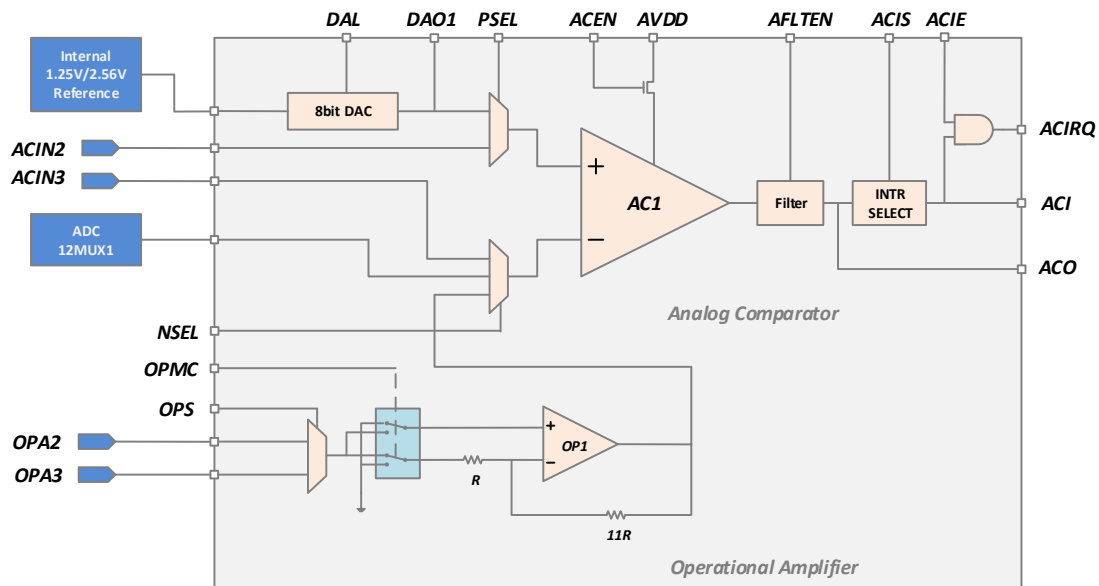 DAL DAO1 PSEL ACEN AVDD AFLTEN ACIS ACIE
Internal
1.25V/2.56V
Reference
8bit DAC
ACIN2
ACIN3
ACIRQ
+
AC1
Filter
INTR
SELECT
ACI
ADC
12MUX1
−
ACO
Analog Comparator
NSEL
OPMC
OPS
OPA2
OPA3
+
OP1
−
R
11R
Operational Amplifier